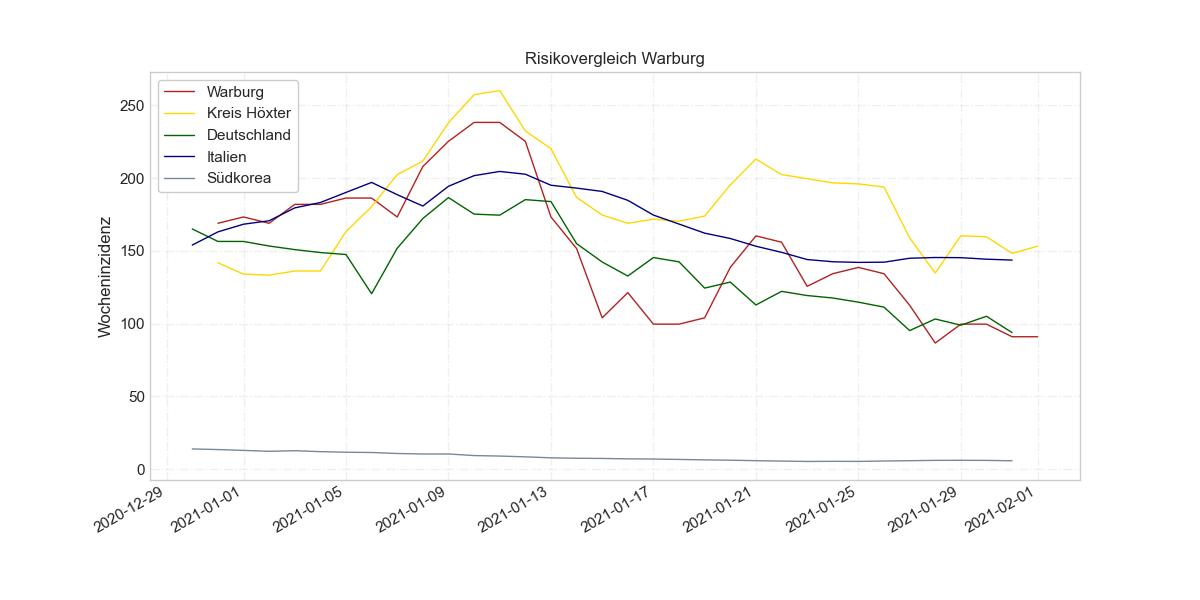 Risikovergleich Warburg
Warburg
Kreis Höxter
Deutschland
Italien
Südkorea
Wocheninzidenz
250
200
150
100
50
0
2020-12-29
2021-01-01
2021-01-05
2021-01-09
2021-01-13
2021-01-17
2021-01-21
2021-01-25
2021-01-29
2021-02-01